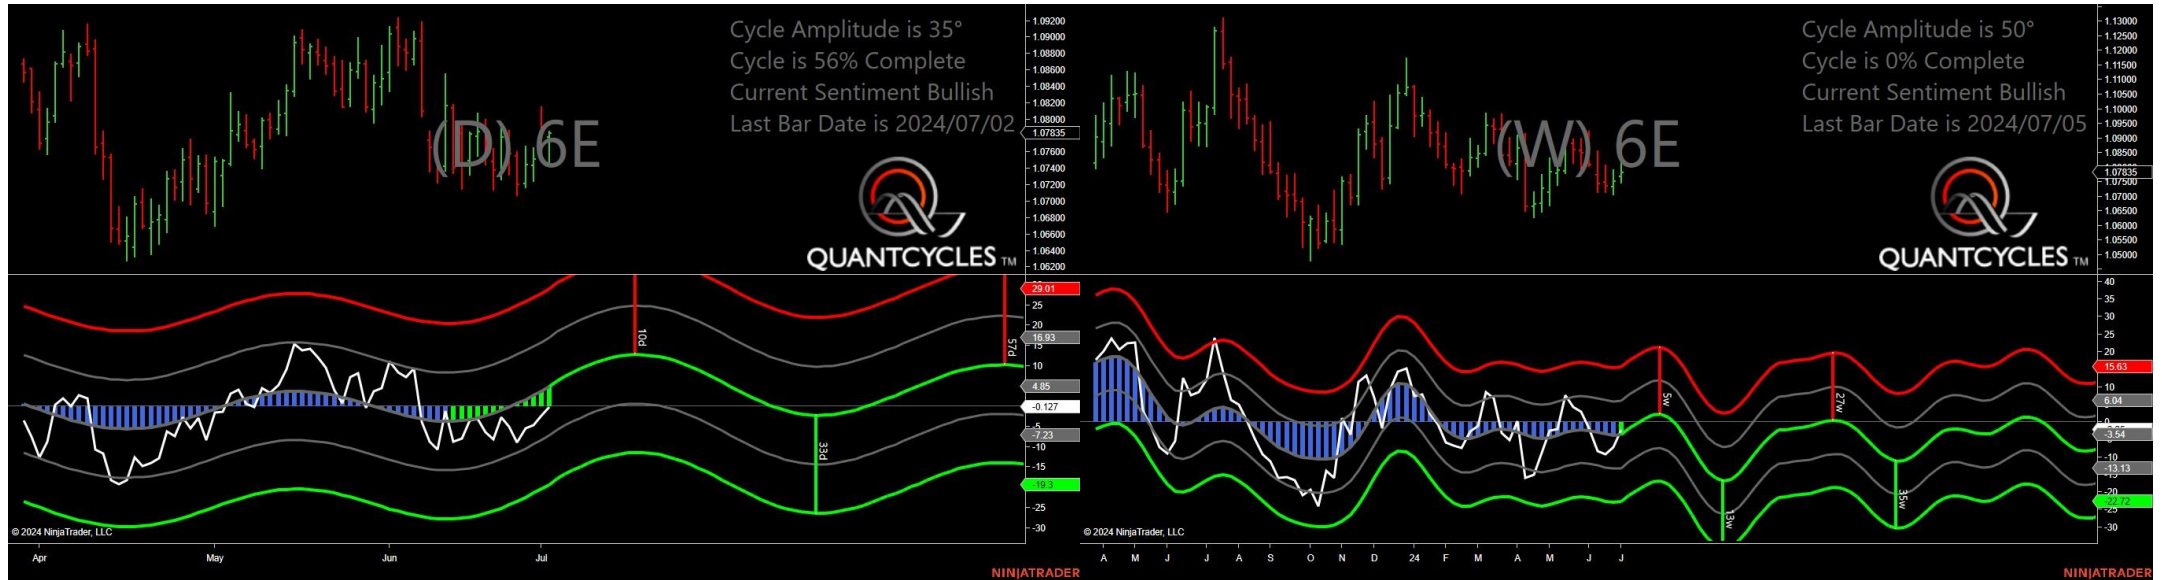 Cycle Amplitude is 35°
Cycle is 56% Complete
Current Sentiment Bullish
Last Bar Date is 2024/07/02
(D) 6E
QUANTCYCLES TM
1.09200
1.09000
1.08800
1.08600
1.08400
1.08200
1.08000
1.07835
1.07600
1.07400
1.07200
1.07000
1.06800
1.06600
1.06400
1.06200
29.01
25
20
16.93
15
10
4.85
-0.127
-5
-7.23
-10
-15
-19.3
-25
-30
10d
57d
33d
© 2024 NinjaTrader, LLC
Apr May Jun Jul
NINJATRADER
Cycle Amplitude is 50°
Cycle is 0% Complete
Current Sentiment Bullish
Last Bar Date is 2024/07/05
(W) 6E
QUANTCYCLES TM
1.13000
1.12500
1.12000
1.11500
1.11000
1.10500
1.10000
1.09500
1.09000
1.08500
1.07835
1.07500
1.07000
1.06500
1.06000
1.05500
1.05000
40
35
30
25
20
15.63
10
6.04
-3.54
-10
-13.13
-20
-22.72
-25
-30
5w
27w
13w
35w
© 2024 NinjaTrader, LLC
A M J J A S O N D 24 F M A M J J
NINJATRADER